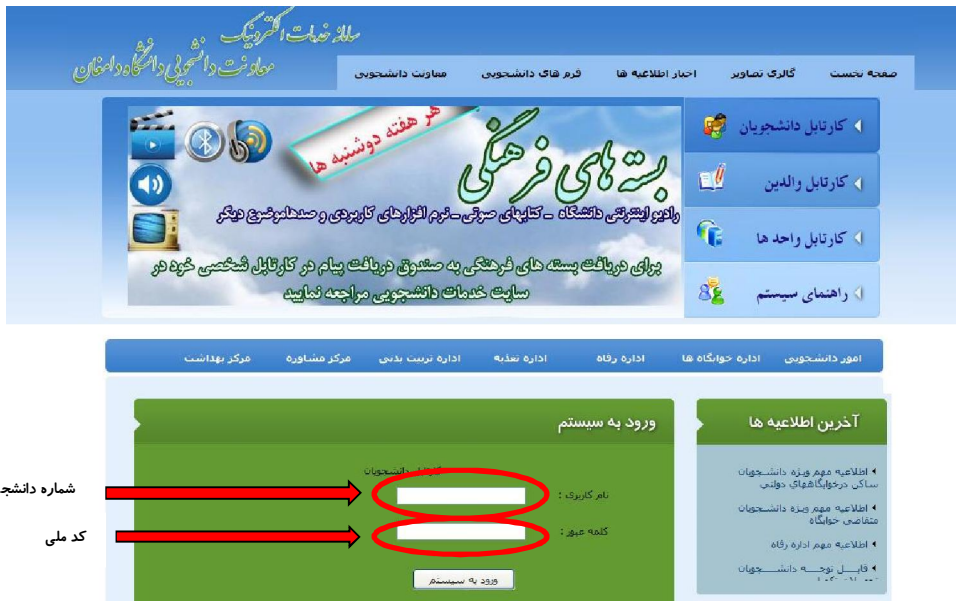 سامانه خدمات الکترونیک
معاونت دانشجویی دانشگاه دامغان
صفحه نخست
گالری تصاویر
اخبار اطلاعیه ها
فرم های دانشجویی
معاونت دانشجویی
کارتابل دانشجویان
کارتابل والدین
کارتابل واحد ها
راهنمای سیستم
هر هفته دوشنبه ها
بسته های فرهنگی
رادیو اینترنتی دانشگاه - کتابهای صوتی - نرم افزارهای کاربردی و صدهاموضوع دیگر
برای دریافت بسته های فرهنگی به صندوق دریافت پیام در کارتابل شخصی خود در
سایت خدمات دانشجویی مراجعه نمایید
امور دانشجویی
اداره خوابگاه ها
اداره رفاه
اداره تغذیه
اداره تربیت بدنی
مرکز مشاوره
مرکز بهداشت
آخرین اطلاعیه ها
اطلاعیه مهم ویژه دانشجویان
ساکن درخوابگاههای دولتی
اطلاعیه مهم ویژه دانشجویان
متقاضی خوابگاه
اطلاعیه مهم اداره رفاه
قابل توجه دانشجویان
ورود به سیستم
کارتابل دانشجویان
نام کاربری :
کلمه عبور :
ورود به سیستم
شماره دانشج
کد ملی